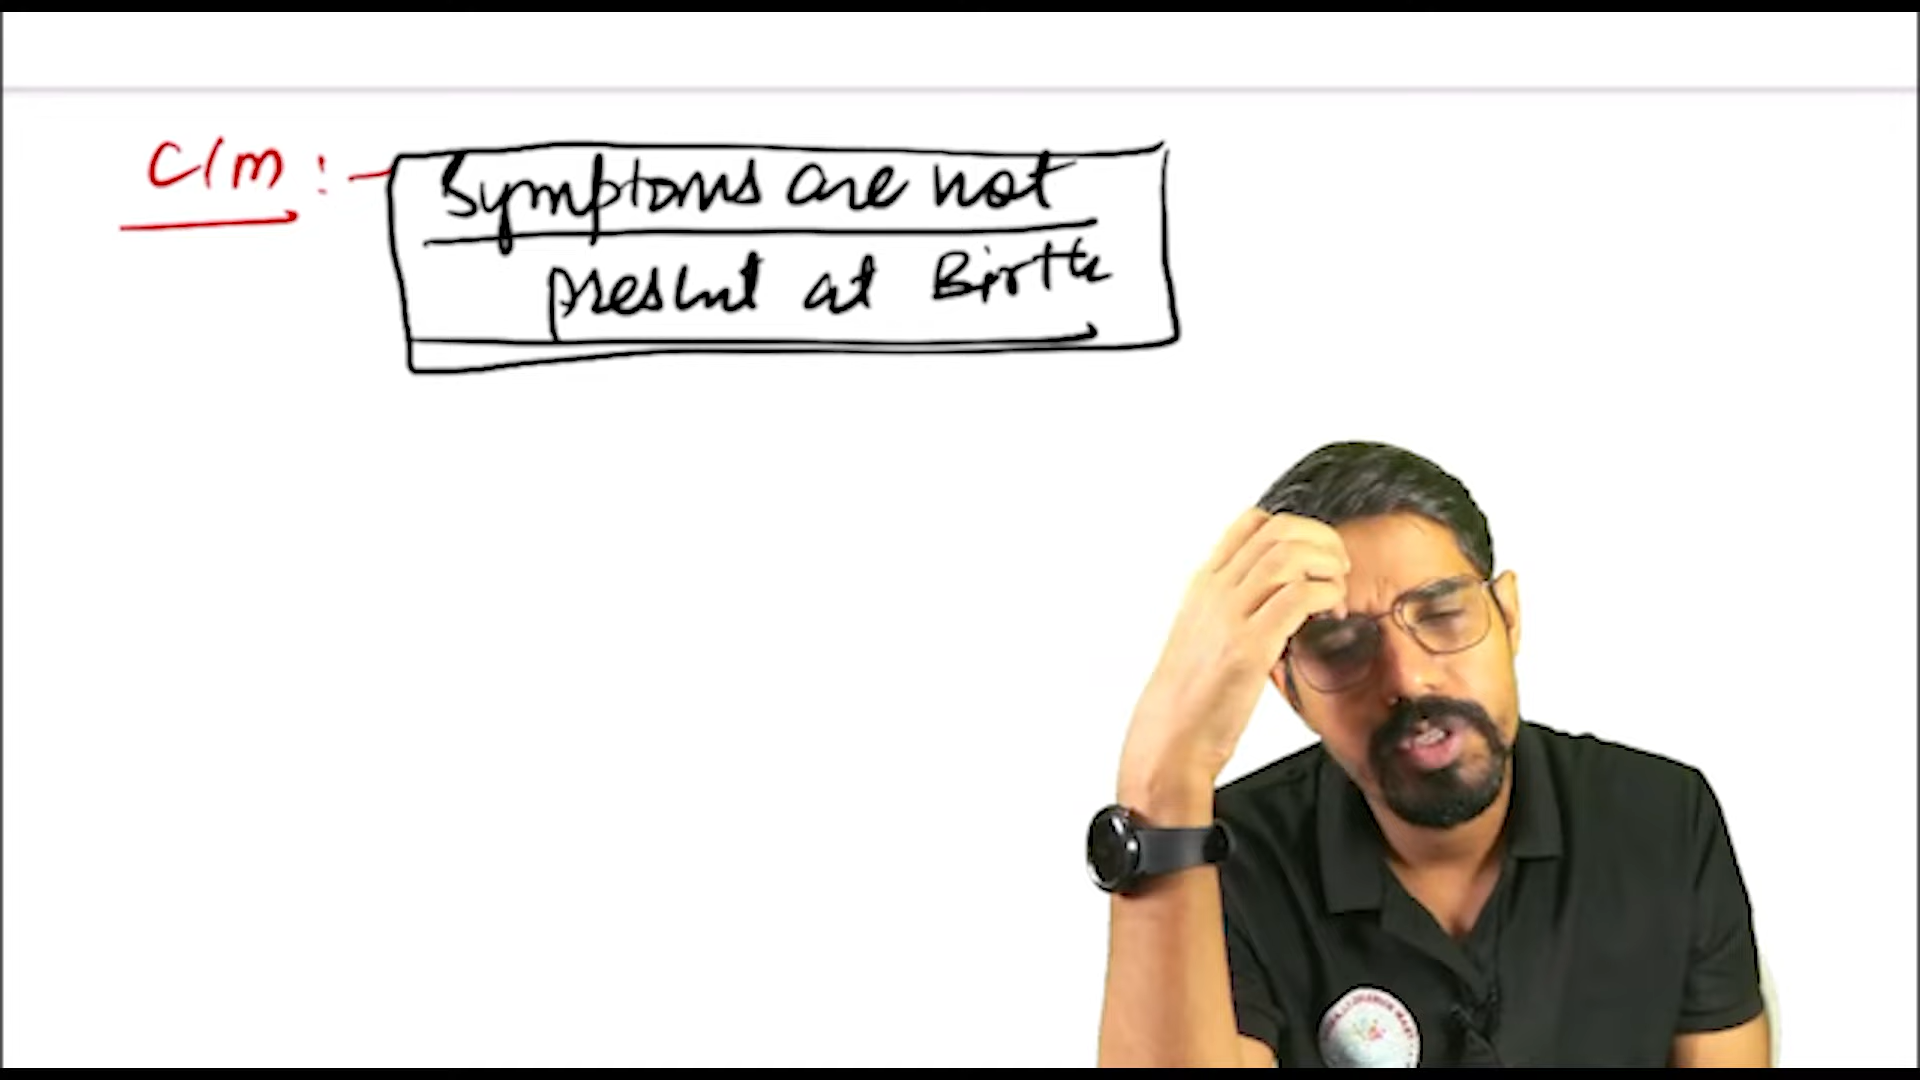 C/m :-
Symptoms are not
present at Birth